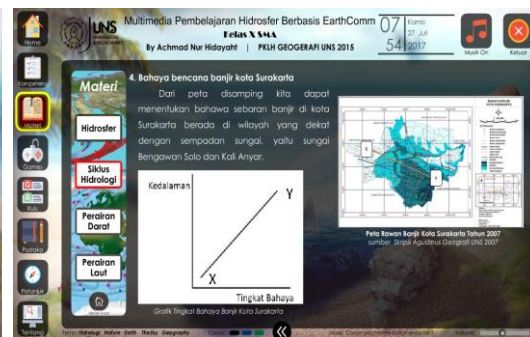 UNS
Multimedia Pembelajaran Hidrosfer Berbasis EarthComm
Kelas X SMA
By Achmad Nur Hidayaht | PKLH GEOGERAFI UNS 2015
07
54
Kamis
27 Jul
2017
Musik On
Keluar
Home
Kompetensi
Materi
Games
Kuis
Pustaka
Petunjuk
Tentang
Materi
Hidrosfer
Siklus
Hidrologi
Perairan
Darat
Perairan
Laut
4. Bahaya bencana banjir kota Surakarta
Dari peta disamping kita dapat
menentukan bahawa sebaran banjir di kota
Surakarta berada di wilayah yang dekat
dengan sempadan sungai, yaitu sungai
Bengawan Solo dan Kali Anyar.
Kedalaman
Y
X
Tingkat Bahaya
Grafik Tingkat Bahaya Banjir Kota Surakarta
X
Y
Peta Rawan Banjir Kota Surakarta Tahun 2007
sumber Skripsi Agustinus Geografi UNS 2007